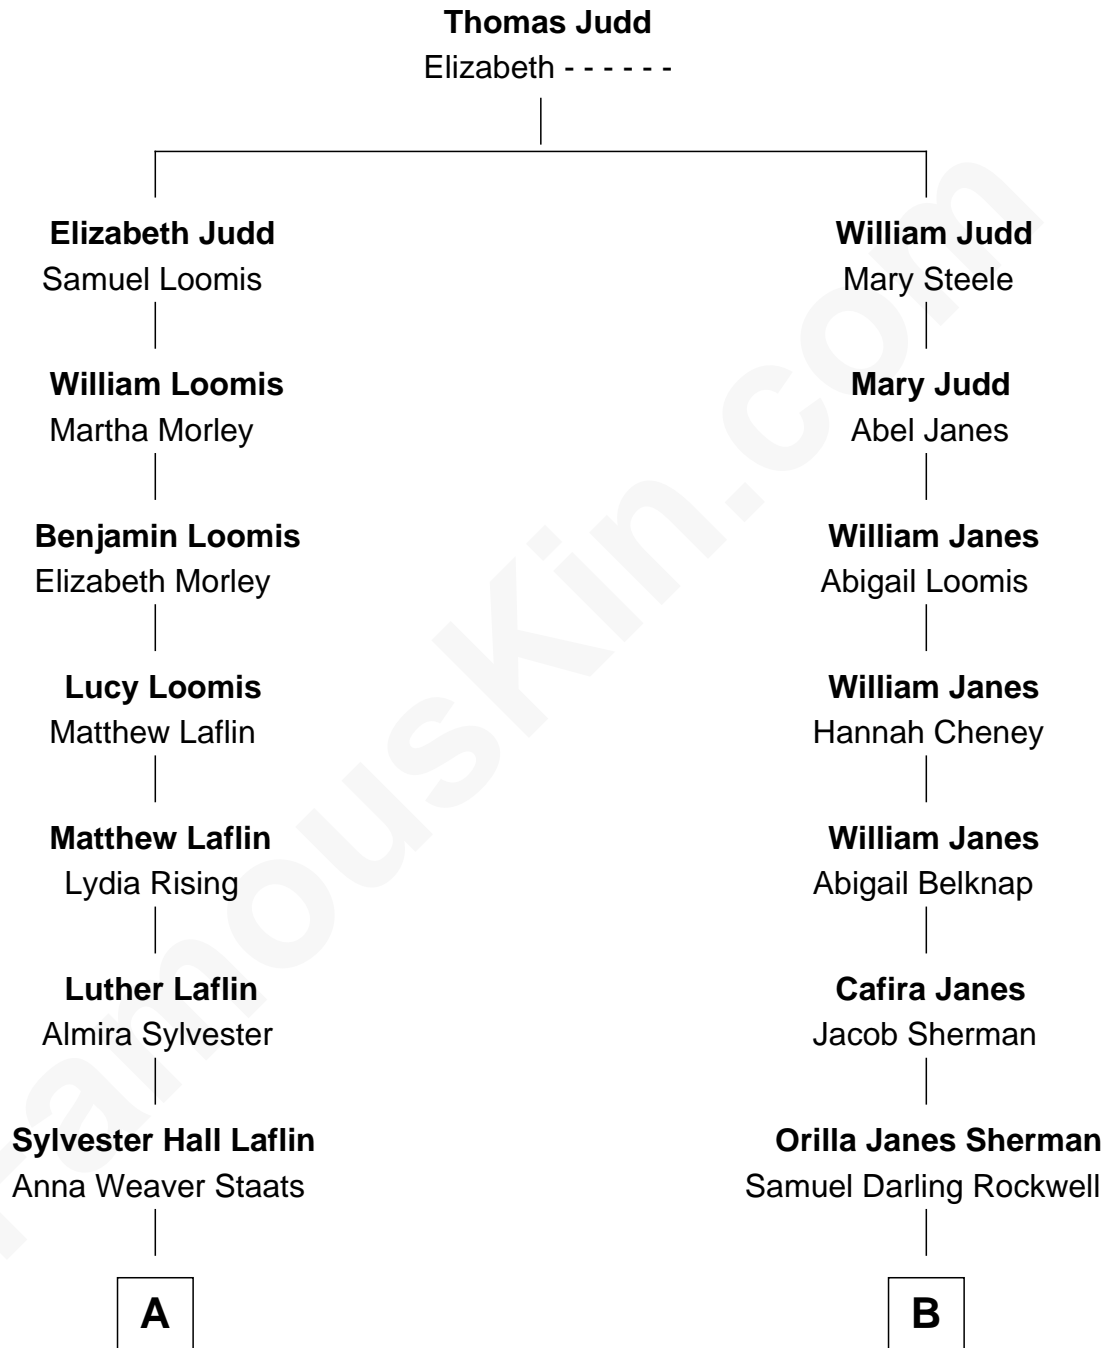 Thomas Judd
Elizabeth - - - - - -
Elizabeth Judd
Samuel Loomis
William Judd
Mary Steele
William Loomis
Martha Morley
Mary Judd
Abel Janes
Benjamin Loomis
Elizabeth Morley
William Janes
Abigail Loomis
Lucy Loomis
Matthew Laflin
William Janes
Hannah Cheney
Matthew Laflin
Lydia Rising
William Janes
Abigail Belknap
Luther Laflin
Almira Sylvester
Cafira Janes
Jacob Sherman
Sylvester Hall Laflin
Anna Weaver Staats
Orilla Janes Sherman
Samuel Darling Rockwell
A
B
FamousKin.com